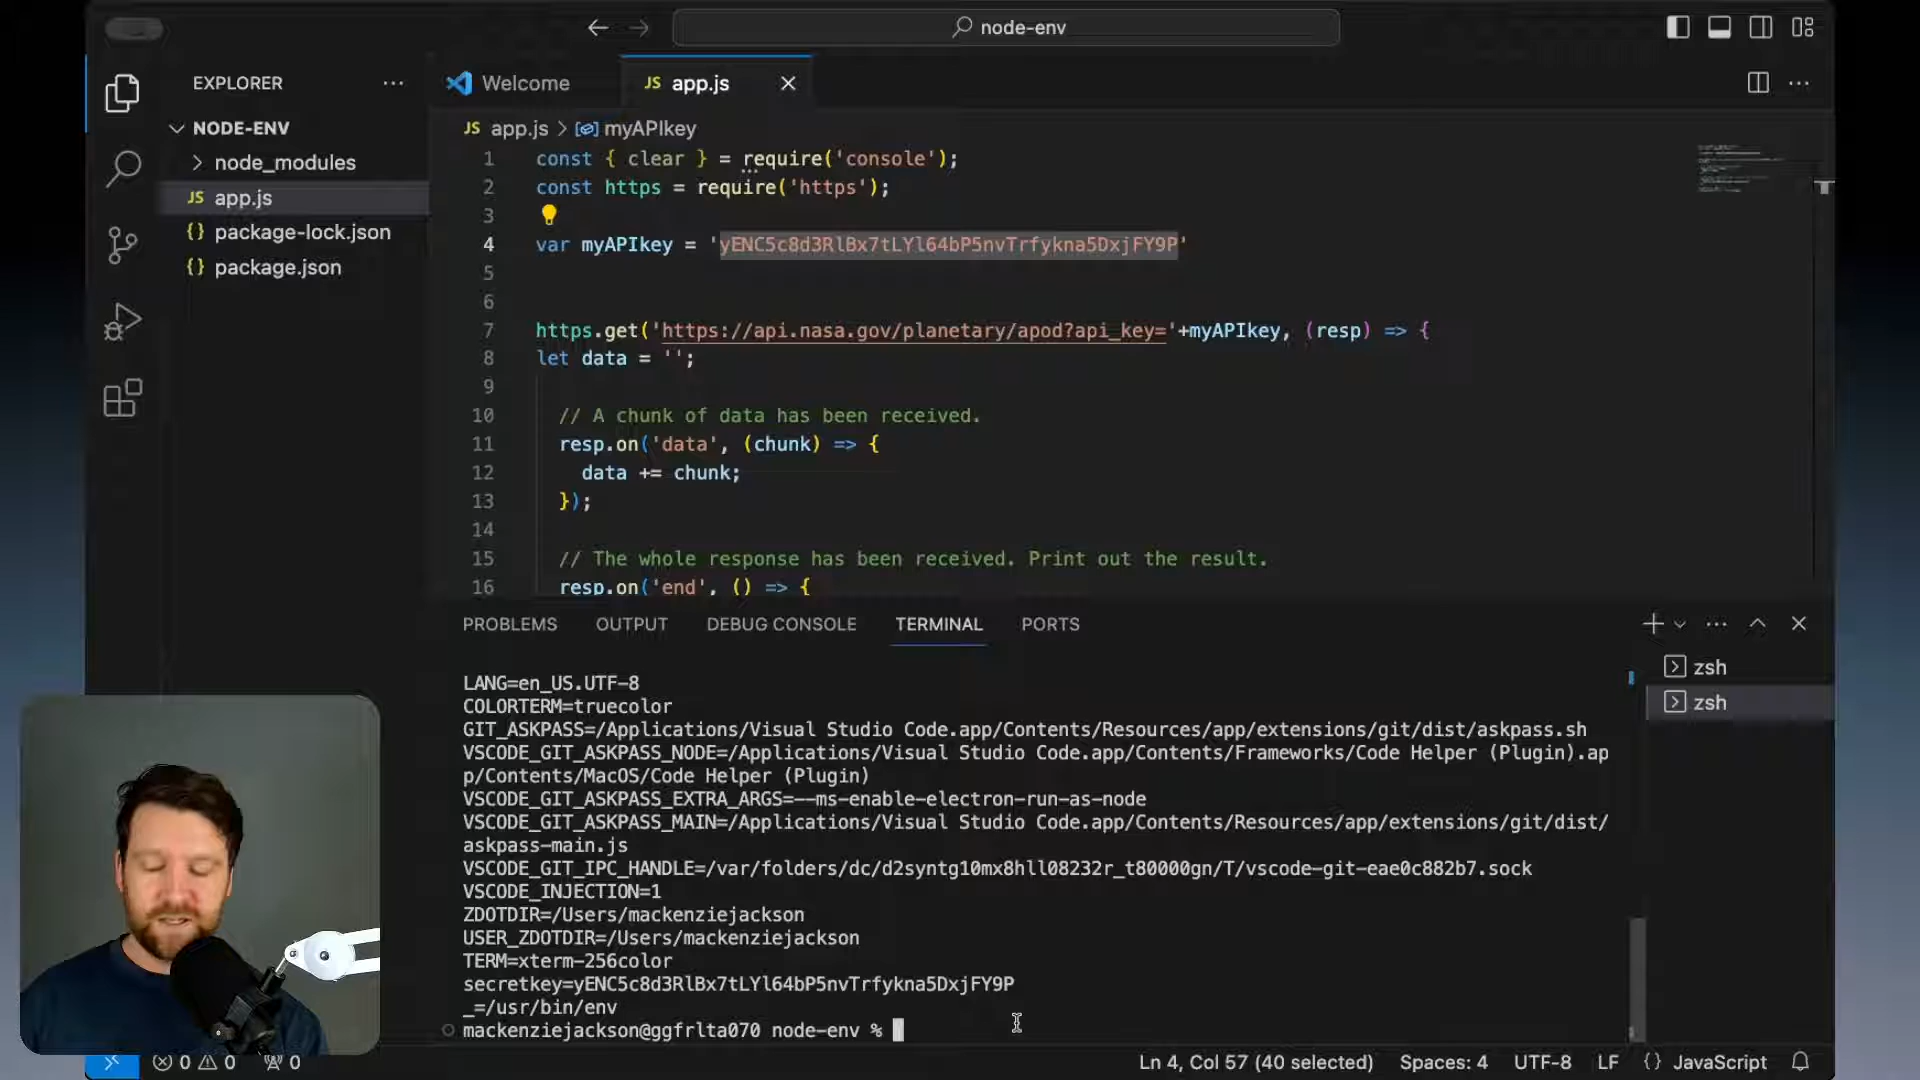 node-env
EXPLORER
Welcome
JS app.js
NODE-ENV
node_modules
JS app.js
{} package-lock.json
{} package.json
JS app.js > myAPIkey
1 const { clear } = require('console');
2 const https = require('https');
3
4 var myAPIkey = 'yENC5c8d3RlBx7tLYl64bP5nvTrfykna5DxjFY9P'
5
6
7 https.get('https://api.nasa.gov/planetary/apod?api_key='+myAPIkey, (resp) => {
8 let data = '';
9
10 // A chunk of data has been received.
11 resp.on('data', (chunk) => {
12 data += chunk;
13 });
14
15 // The whole response has been received. Print out the result.
16 resp.on('end', () => {
PROBLEMS OUTPUT DEBUG CONSOLE TERMINAL PORTS
zsh
zsh
LANG=en_US.UTF-8
COLORTERM=truecolor
GIT_ASKPASS=/Applications/Visual Studio Code.app/Contents/Resources/app/extensions/git/dist/askpass.sh
VSCODE_GIT_ASKPASS_NODE=/Applications/Visual Studio Code.app/Contents/Frameworks/Code Helper (Plugin).ap
p/Contents/MacOS/Code Helper (Plugin)
VSCODE_GIT_ASKPASS_EXTRA_ARGS=--ms-enable-electron-run-as-node
VSCODE_GIT_ASKPASS_MAIN=/Applications/Visual Studio Code.app/Contents/Resources/app/extensions/git/dist/
askpass-main.js
VSCODE_GIT_IPC_HANDLE=/var/folders/dc/d2syntg10mx8hll08232r_t80000gn/T/vscode-git-eae0c882b7.sock
VSCODE_INJECTION=1
ZDOTDIR=/Users/mackenziejackson
USER_ZDOTDIR=/Users/mackenziejackson
TERM=xterm-256color
secretkey=yENC5c8d3RlBx7tLYl64bP5nvTrfykna5DxjFY9P
_=/usr/bin/env
mackenziejackson@ggfrlta070 node-env %
0 0 0
Ln 4, Col 57 (40 selected) Spaces: 4 UTF-8 LF {} JavaScript